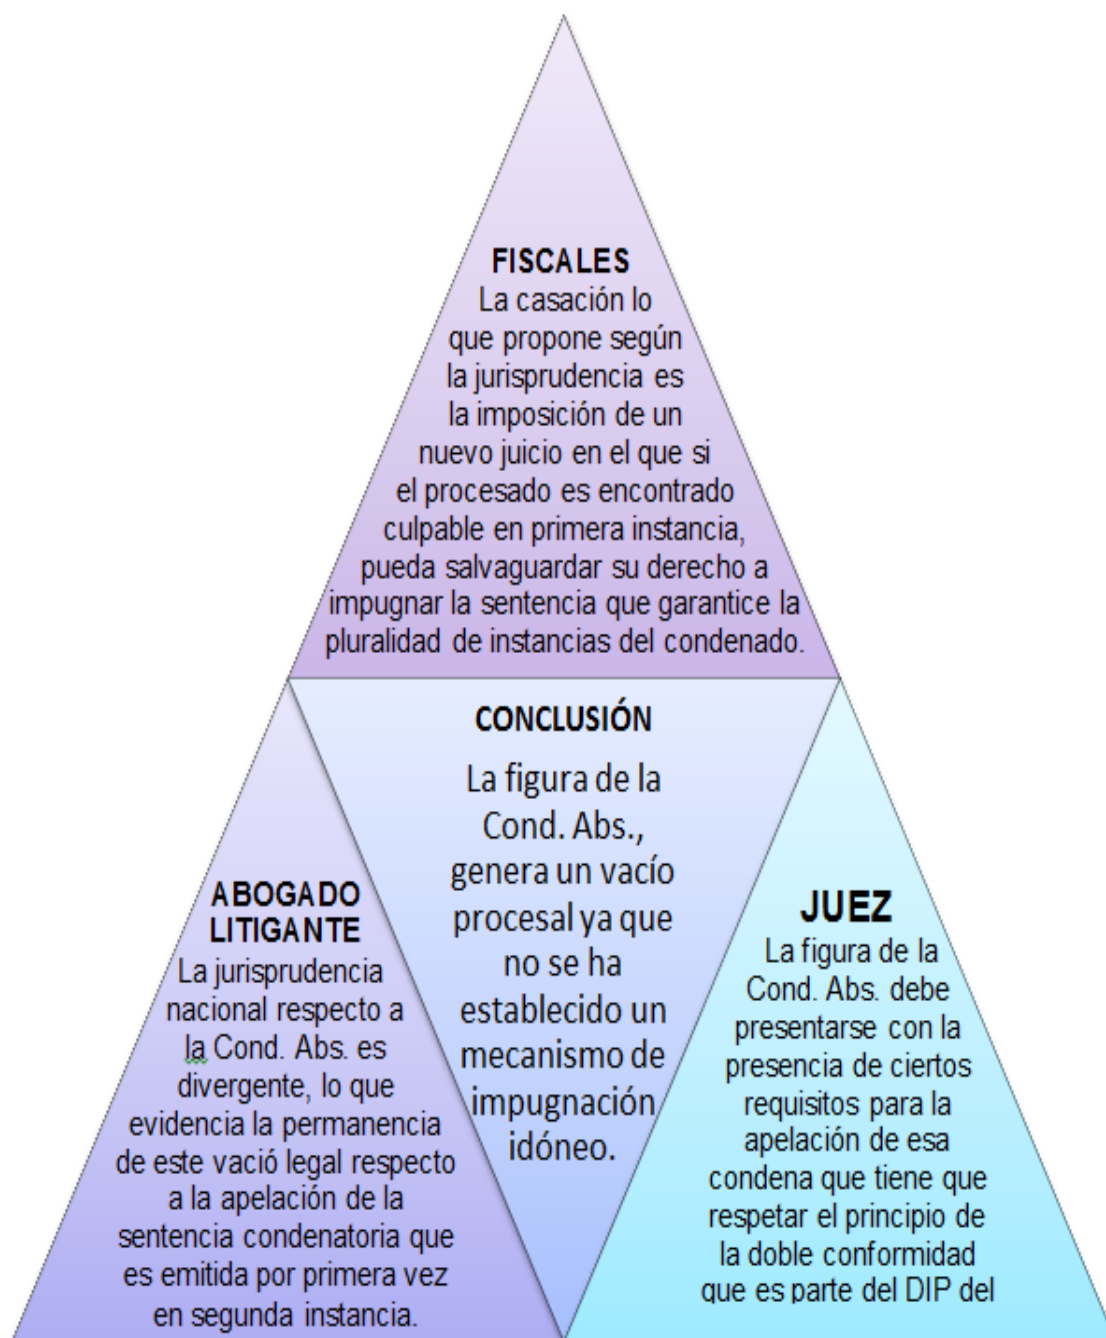 FISCALES
La casación lo
que propone según
la jurisprudencia es
la imposición de un
nuevo juicio en el que si
el procesado es encontrado
culpable en primera instancia,
pueda salvaguardar su derecho a
impugnar la sentencia que garantice la
pluralidad de instancias del condenado.
CONCLUSIÓN
La figura de la
Cond. Abs.,
genera un vacío
procesal ya que
no se ha
establecido un
mecanismo de
impugnación
idóneo.
ABOGADO
LITIGANTE
La jurisprudencia
nacional respecto a
la Cond. Abs. es
divergente, lo que
evidencia la permanencia
de este vació legal respecto
a la apelación de la
sentencia condenatoria que
es emitida por primera vez
en segunda instancia.
JUEZ
La figura de la
Cond. Abs. debe
presentarse con la
presencia de ciertos
requisitos para la
apelación de esa
condena que tiene que
respetar el principio de
la doble conformidad
que es parte del DIP del